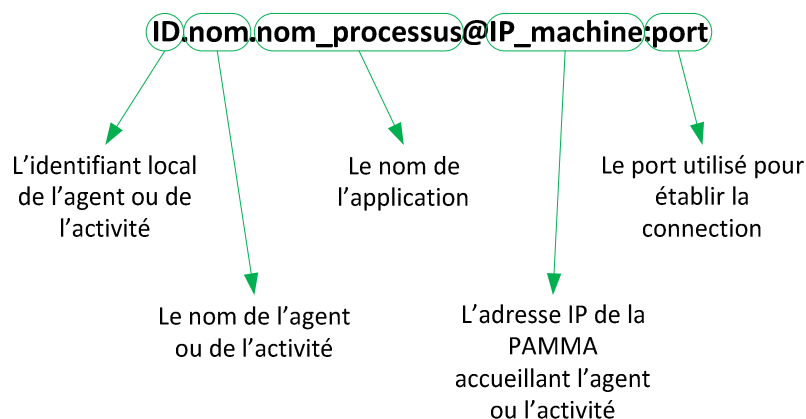 ID.nom.nom_processus@IP_machine:port
L'identifiant local
de l'agent ou de
l'activité
Le nom de
l'application
Le port utilisé pour
établir la
connection
Le nom de l'agent
ou de l'activité
L'adresse IP de la
PAMMA
accueillant l'agent
ou l'activité